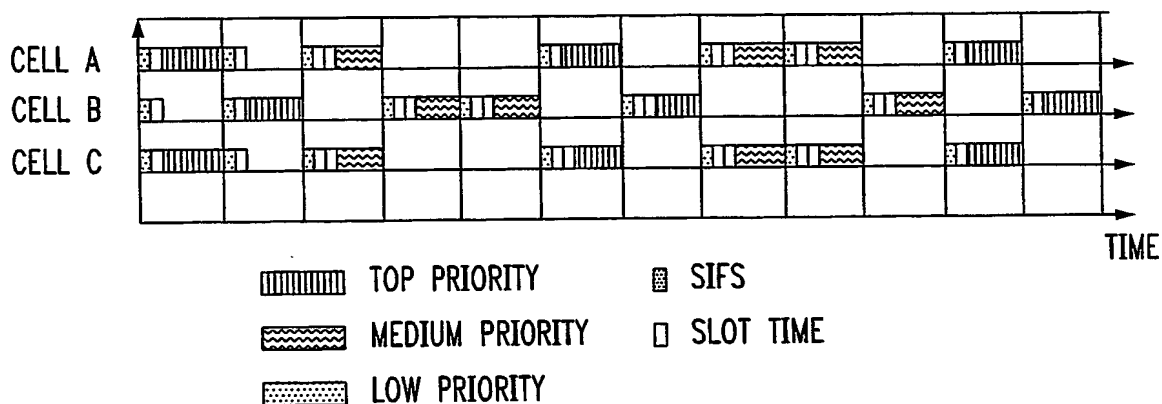 CELL A
CELL B
CELL C
TIME
TOP PRIORITY
SIFS
MEDIUM PRIORITY
SLOT TIME
LOW PRIORITY